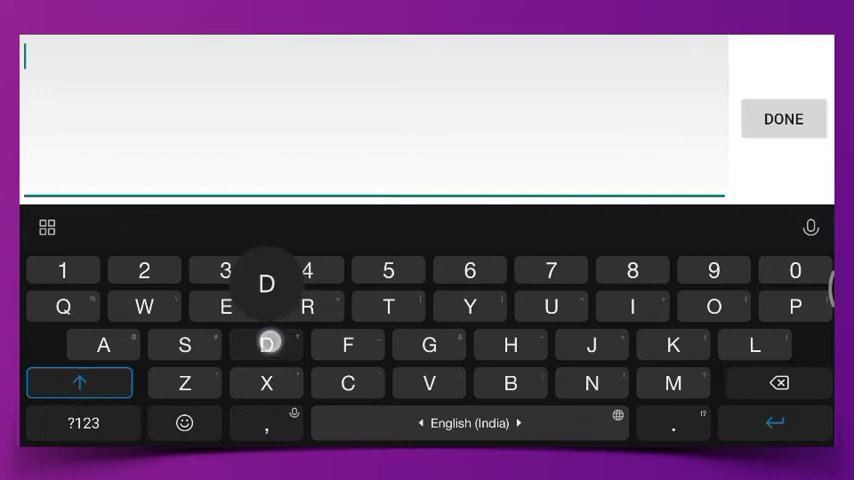 DONE
D
1 2 3 4 5 6 7 8 9 0
Q W E R T Y U I O P
A S D F G H J K L
Z X C V B N M
?123 , English (India) . !?